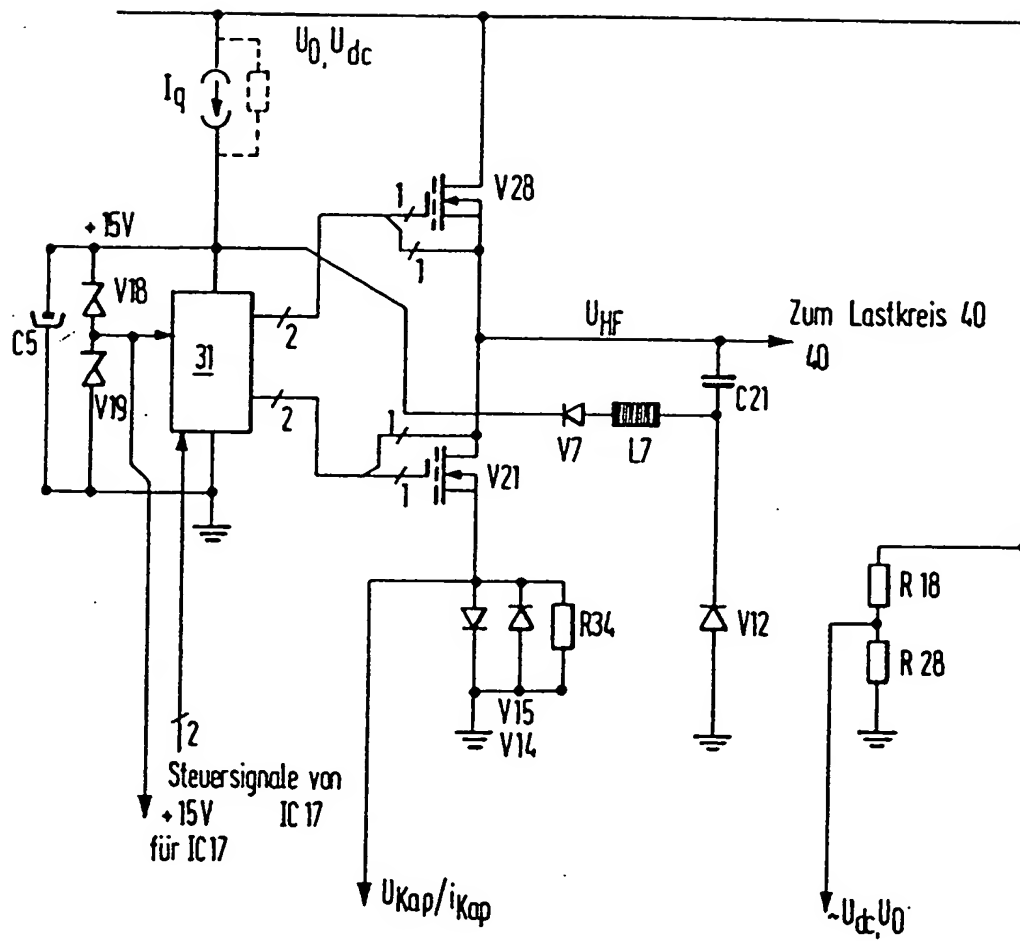 U0, Udc
Iq
V28
1
1
+15V
V18
C5
31
2
UHF
Zum Lastkreis 40
40
V19
2
1
C21
V7
L7
V21
1
R34
V12
R 18
R 28
V15
V14
2
Steuersignale von
+15V IC17
für IC17
UKap/iKap
~Udc,U0